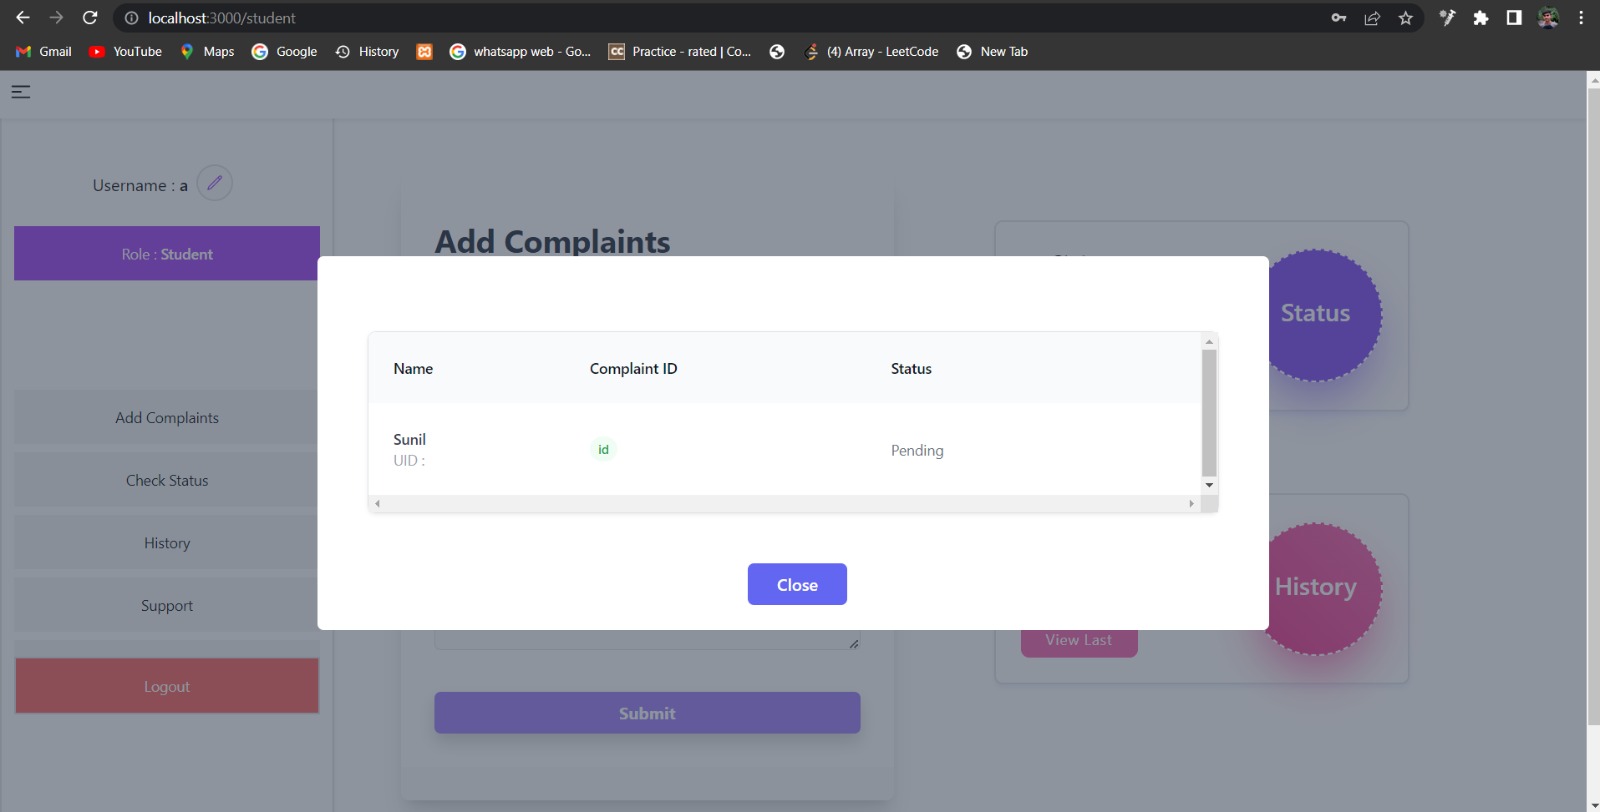 localhost:3000/student
Gmail YouTube Maps Google History whatsapp web - Go... CC Practice - rated | Co... (4) Array - LeetCode New Tab
Username : a
Role : Student
Add Complaints
Check Status
History
Support
Logout
Add Complaints
Submit
Status
History
View Last
Name Complaint ID Status
Sunil id Pending
UID :
Close